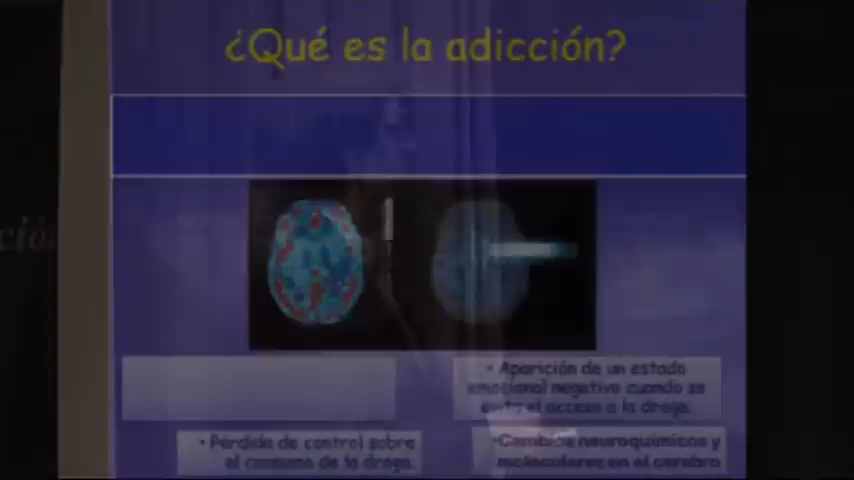 ¿Qué es la adicción?
ción
• Aparición de un estado
emocional negativo cuando se
evita el acceso a la droga.
• Pérdida de control sobre
el consumo de la droga.
•Cambios neuroquímicos y
moleculares en el cerebro